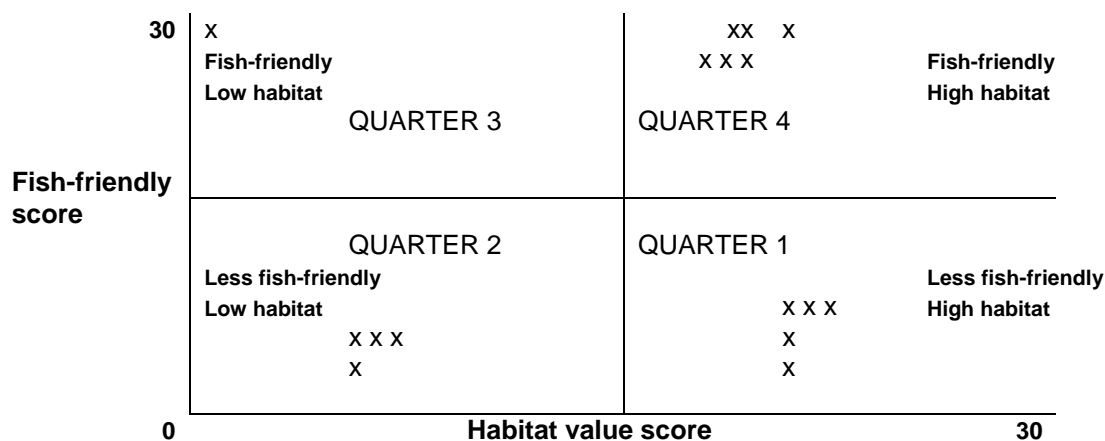 30 x xx x
Fish-friendly x x x Fish-friendly
Low habitat High habitat
QUARTER 3 QUARTER 4
Fish-friendly
score
QUARTER 2 QUARTER 1
Less fish-friendly Less fish-friendly
Low habitat x x x High habitat
x x x x
x x
0 Habitat value score 30